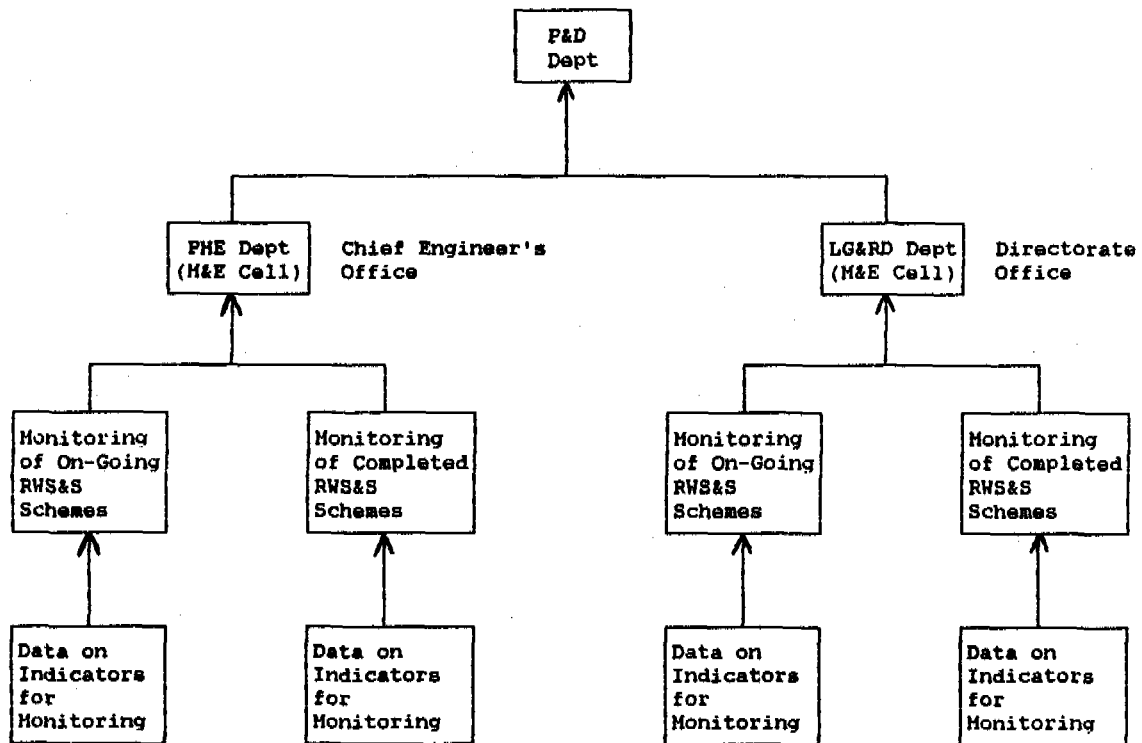 P&D
Dept
PHE Dept
(M&E Cell)
Chief Engineer's
Office
LG&RD Dept
(M&E Cell)
Directorate
Office
Monitoring
of On-Going
RWS&S
Schemes
Monitoring
of Completed
RWS&S
Schemes
Monitoring
of On-Going
RWS&S
Schemes
Monitoring
of Completed
RWS&S
Schemes
Data on
Indicators
for
Monitoring
Data on
Indicators
for
Monitoring
Data on
Indicators
for
Monitoring
Data on
Indicators
for
Monitoring